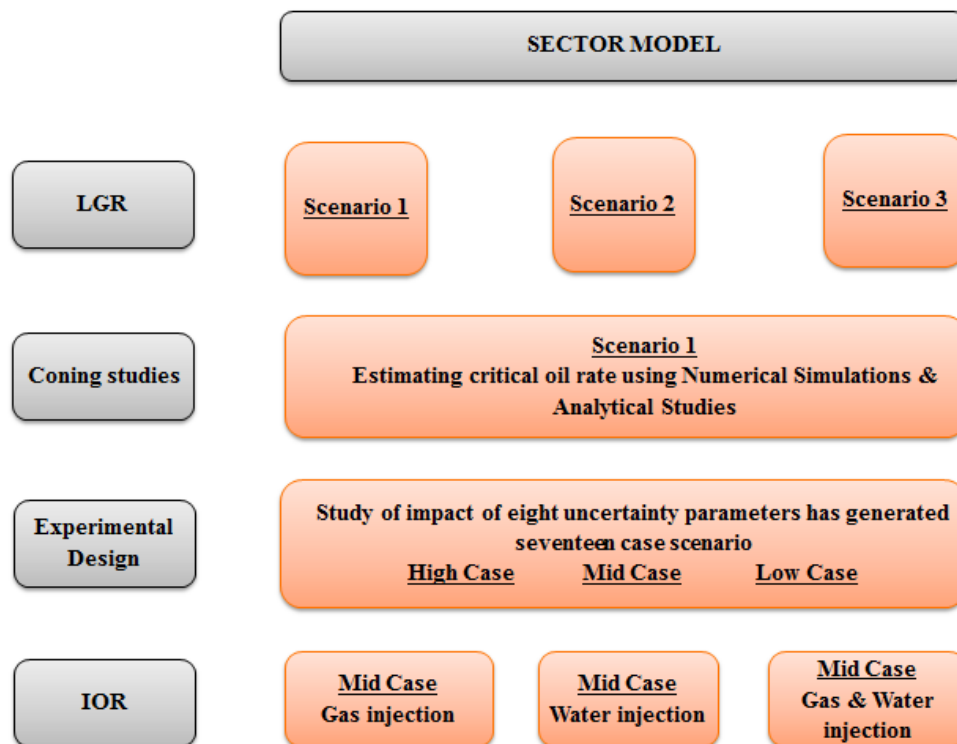 SECTOR MODEL
LGR
Scenario 1
Scenario 2
Scenario 3
Coning studies
Scenario 1
Estimating critical oil rate using Numerical Simulations &
Analytical Studies
Experimental
Design
Study of impact of eight uncertainty parameters has generated
seventeen case scenario
High Case Mid Case Low Case
IOR
Mid Case
Gas injection
Mid Case
Water injection
Mid Case
Gas & Water
injection